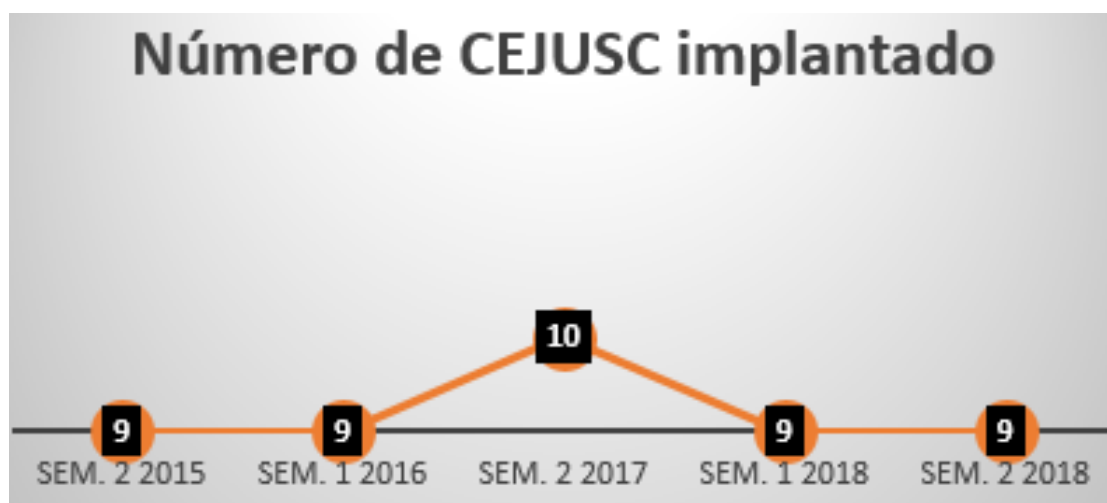 Número de CEJUSC implantado
10
9 9 9 9
SEM. 2 2015 SEM. 1 2016 SEM. 2 2017 SEM. 1 2018 SEM. 2 2018